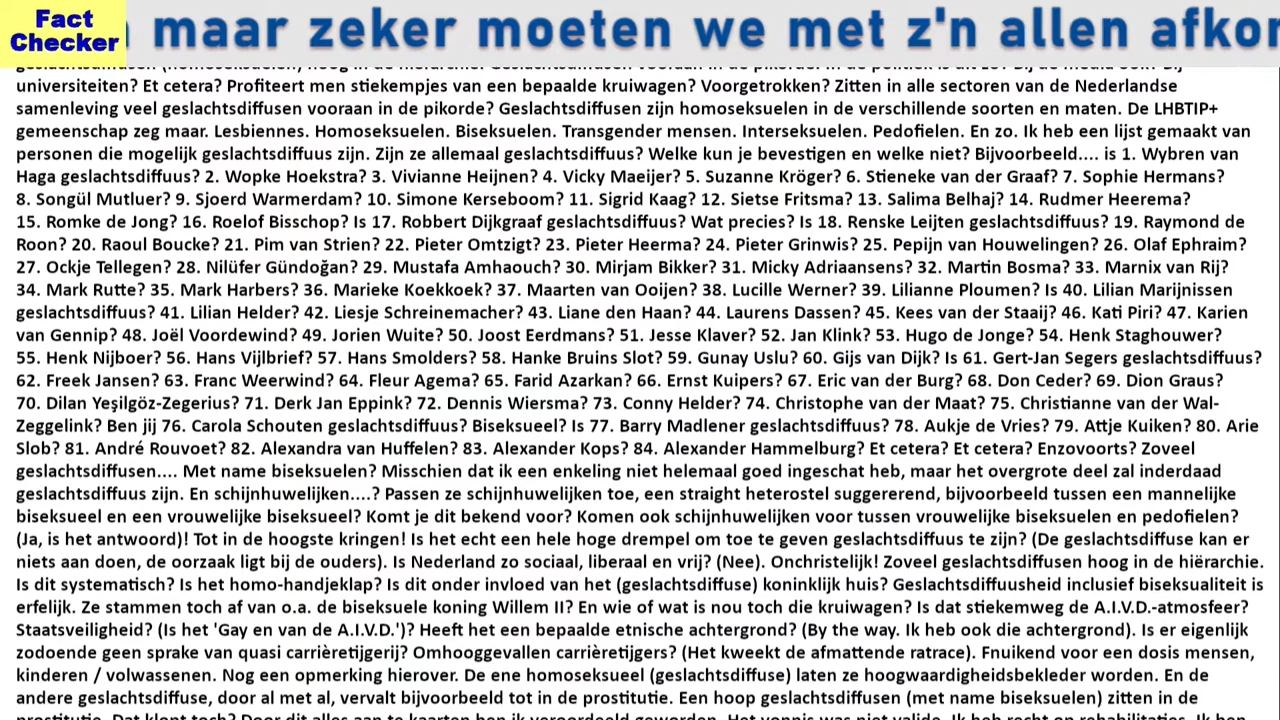 Fact
Checker
maar zeker moeten we met z'n allen afkor
universiteiten? Et cetera? Profiteert men stiekempjes van een bepaalde kruiwagen? Voorgetrokken? Zitten in alle sectoren van de Nederlandse
samenleving veel geslachtsdiffusen vooraan in de pikorde? Geslachtsdiffusen zijn homoseksuelen in de verschillende soorten en maten. De LHBTIP+
gemeenschap zeg maar. Lesbiennes. Homoseksuelen. Biseksuelen. Transgender mensen. Interseksuelen. Pedofielen. En zo. Ik heb een lijst gemaakt van
personen die mogelijk geslachtsdiffuus zijn. Zijn ze allemaal geslachtsdiffuus? Welke kun je bevestigen en welke niet? Bijvoorbeeld.... is 1. Wybren van
Haga geslachtsdiffuus? 2. Wopke Hoekstra? 3. Vivianne Heijnen? 4. Vicky Maeijer? 5. Suzanne Kröger? 6. Stieneke van der Graaf? 7. Sophie Hermans?
8. Songül Mutluer? 9. Sjoerd Warmerdam? 10. Simone Kerseboom? 11. Sigrid Kaag? 12. Sietse Fritsma? 13. Salima Belhaj? 14. Rudmer Heerema?
15. Romke de Jong? 16. Roelof Bisschop? Is 17. Robbert Dijkgraaf geslachtsdiffuus? Wat precies? Is 18. Renske Leijten geslachtsdiffuus? 19. Raymond de
Roon? 20. Raoul Boucke? 21. Pim van Strien? 22. Pieter Omtzigt? 23. Pieter Heerma? 24. Pieter Grinwis? 25. Pepijn van Houwelingen? 26. Olaf Ephraim?
27. Ockje Tellegen? 28. Nilüfer Gündoğan? 29. Mustafa Amhaouch? 30. Mirjam Bikker? 31. Micky Adriaansens? 32. Martin Bosma? 33. Marnix van Rij?
34. Mark Rutte? 35. Mark Harbers? 36. Marieke Koekkoek? 37. Maarten van Ooijen? 38. Lucille Werner? 39. Lilianne Ploumen? Is 40. Lilian Marijnissen
geslachtsdiffuus? 41. Lilian Helder? 42. Liesje Schreinemacher? 43. Liane den Haan? 44. Laurens Dassen? 45. Kees van der Staaij? 46. Kati Piri? 47. Karien
van Gennip? 48. Joël Voordewind? 49. Jorien Wuite? 50. Joost Eerdmans? 51. Jesse Klaver? 52. Jan Klink? 53. Hugo de Jonge? 54. Henk Staghouwer?
55. Henk Nijboer? 56. Hans Vijlbrief? 57. Hans Smolders? 58. Hanke Bruins Slot? 59. Gunay Uslu? 60. Gijs van Dijk? Is 61. Gert-Jan Segers geslachtsdiffuus?
62. Freek Jansen? 63. Franc Weerwind? 64. Fleur Agema? 65. Farid Azarkan? 66. Ernst Kuipers? 67. Eric van der Burg? 68. Don Ceder? 69. Dion Graus?
70. Dilan Yeşilgöz-Zegerius? 71. Derk Jan Eppink? 72. Dennis Wiersma? 73. Conny Helder? 74. Christophe van der Maat? 75. Christianne van der Wal-
Zeggelink? Ben jij 76. Carola Schouten geslachtsdiffuus? Biseksueel? Is 77. Barry Madlener geslachtsdiffuus? 78. Aukje de Vries? 79. Attje Kuiken? 80. Arie
Slob? 81. André Rouvoet? 82. Alexandra van Huffelen? 83. Alexander Kops? 84. Alexander Hammelburg? Et cetera? Et cetera? Enzovoorts? Zoveel
geslachtsdiffusen.... Met name biseksuelen? Misschien dat ik een enkeling niet helemaal goed ingeschat heb, maar het overgrote deel zal inderdaad
geslachtsdiffuus zijn. En schijnhuwelijken....? Passen ze schijnhuwelijken toe, een straight heterostel suggererend, bijvoorbeeld tussen een mannelijke
biseksueel en een vrouwelijke biseksueel? Komt je dit bekend voor? Komen ook schijnhuwelijken voor tussen vrouwelijke biseksuelen en pedofielen?
(Ja, is het antwoord)! Tot in de hoogste kringen! Is het echt een hele hoge drempel om toe te geven geslachtsdiffuus te zijn? (De geslachtsdiffuse kan er
niets aan doen, de oorzaak ligt bij de ouders). Is Nederland zo sociaal, liberaal en vrij? (Nee). Onchristelijk! Zoveel geslachtsdiffusen hoog in de hiërarchie.
Is dit systematisch? Is het homo-handjeklap? Is dit onder invloed van het (geslachtsdiffuse) koninklijk huis? Geslachtdiffuusheid inclusief biseksualiteit is
erfelijk. Ze stammen toch af van o.a. de biseksuele koning Willem II? En wie of wat is nou toch die kruiwagen? Is dat stiekemweg de A.I.V.D.-atmosfeer?
Staatsveiligheid? (Is het 'Gay en van de A.I.V.D.')? Heeft het een bepaalde etnische achtergrond? (By the way. Ik heb ook die achtergrond). Is er eigenlijk
zodoende geen sprake van quasi carrièretijgerij? Omhooggevallen carrièretijgers? (Het kweekt de afmattende ratrace). Fnuikend voor een dosis mensen,
kinderen / volwassenen. Nog een opmerking hierover. De ene homoseksueel (geslachtsdiffuse) laten ze hoogwaardigheidsbekleder worden. En de
andere geslachtsdiffuse, door al met al, vervalt bijvoorbeeld tot in de prostitutie. Een hoop geslachtsdiffusen (met name biseksuelen) zitten in de
prostitutie. Dat klopt toch? Door dit alles aan te kaarten ben ik veroordeeld geworden. Het vonnis was niet valide. Ik heb recht op rehabilitatie. Ik ben